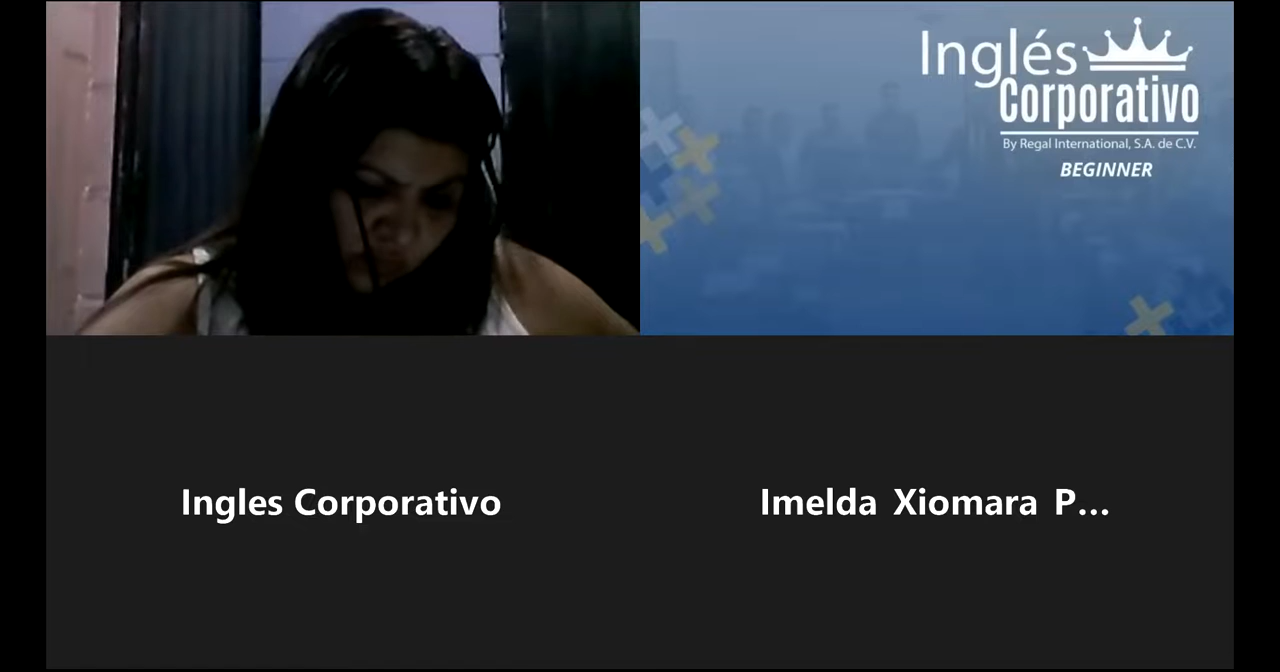 Inglés
Corporativo
By Regal International, S.A. de C.V.
BEGINNER
Ingles Corporativo
Imelda Xiomara P...